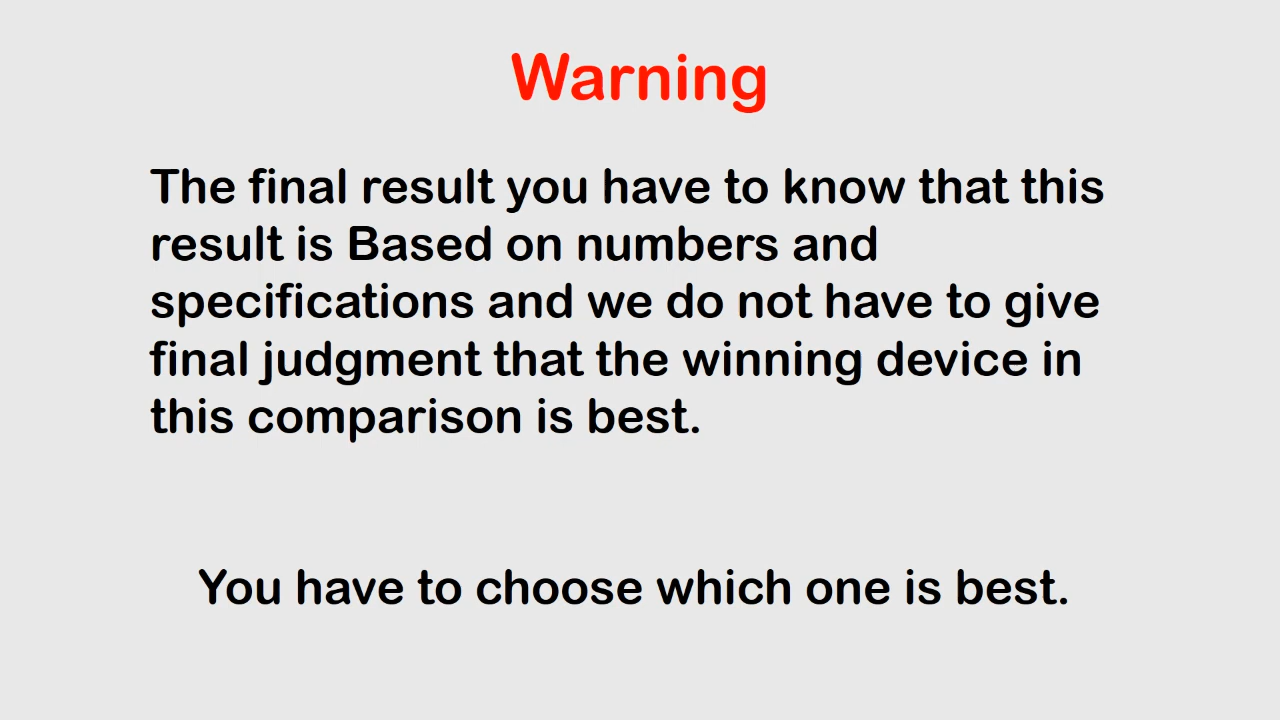 Warning
The final result you have to know that this
result is Based on numbers and
specifications and we do not have to give
final judgment that the winning device in
this comparison is best.
You have to choose which one is best.